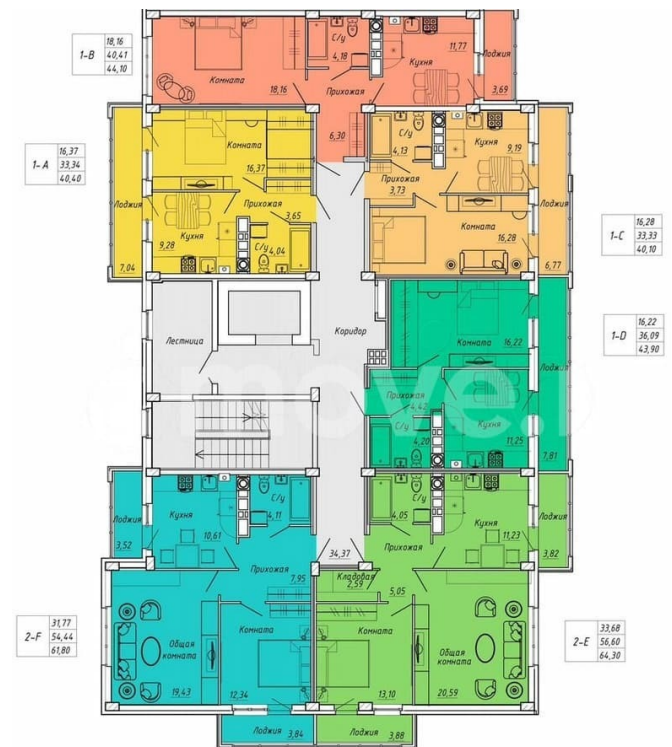 1-B
18,16
40,41
44,10
Комната
18,16
С/у
4,18
Прихожая
6,30
Кухня
11,77
Лоджия
3,69
1-A
16,37
33,34
40,40
Комната
16,37
Прихожая
3,65
Лоджия
7,04
Кухня
9,28
С/у
4,04
С/у
4,13
Кухня
9,19
Прихожая
3,73
Комната
16,28
Лоджия
6,77
1-C
16,28
33,33
40,10
Лестница
Коридор
34,37
Комната
16,22
Лоджия
7,81
Прихожая
4,42
С/у
4,20
Кухня
11,25
1-D
16,22
36,09
43,90
move.
Лоджия
3,52
Кухня
10,61
С/у
4,11
Прихожая
7,95
Общая
комната
19,43
Комната
12,34
Лоджия
3,84
2-F
31,77
54,44
61,80
С/у
4,05
Кухня
11,23
Лоджия
3,82
Прихожая
5,05
Кладовая
2,59
Комната
13,10
Общая
комната
20,59
Лоджия
3,88
2-E
33,68
56,60
64,30